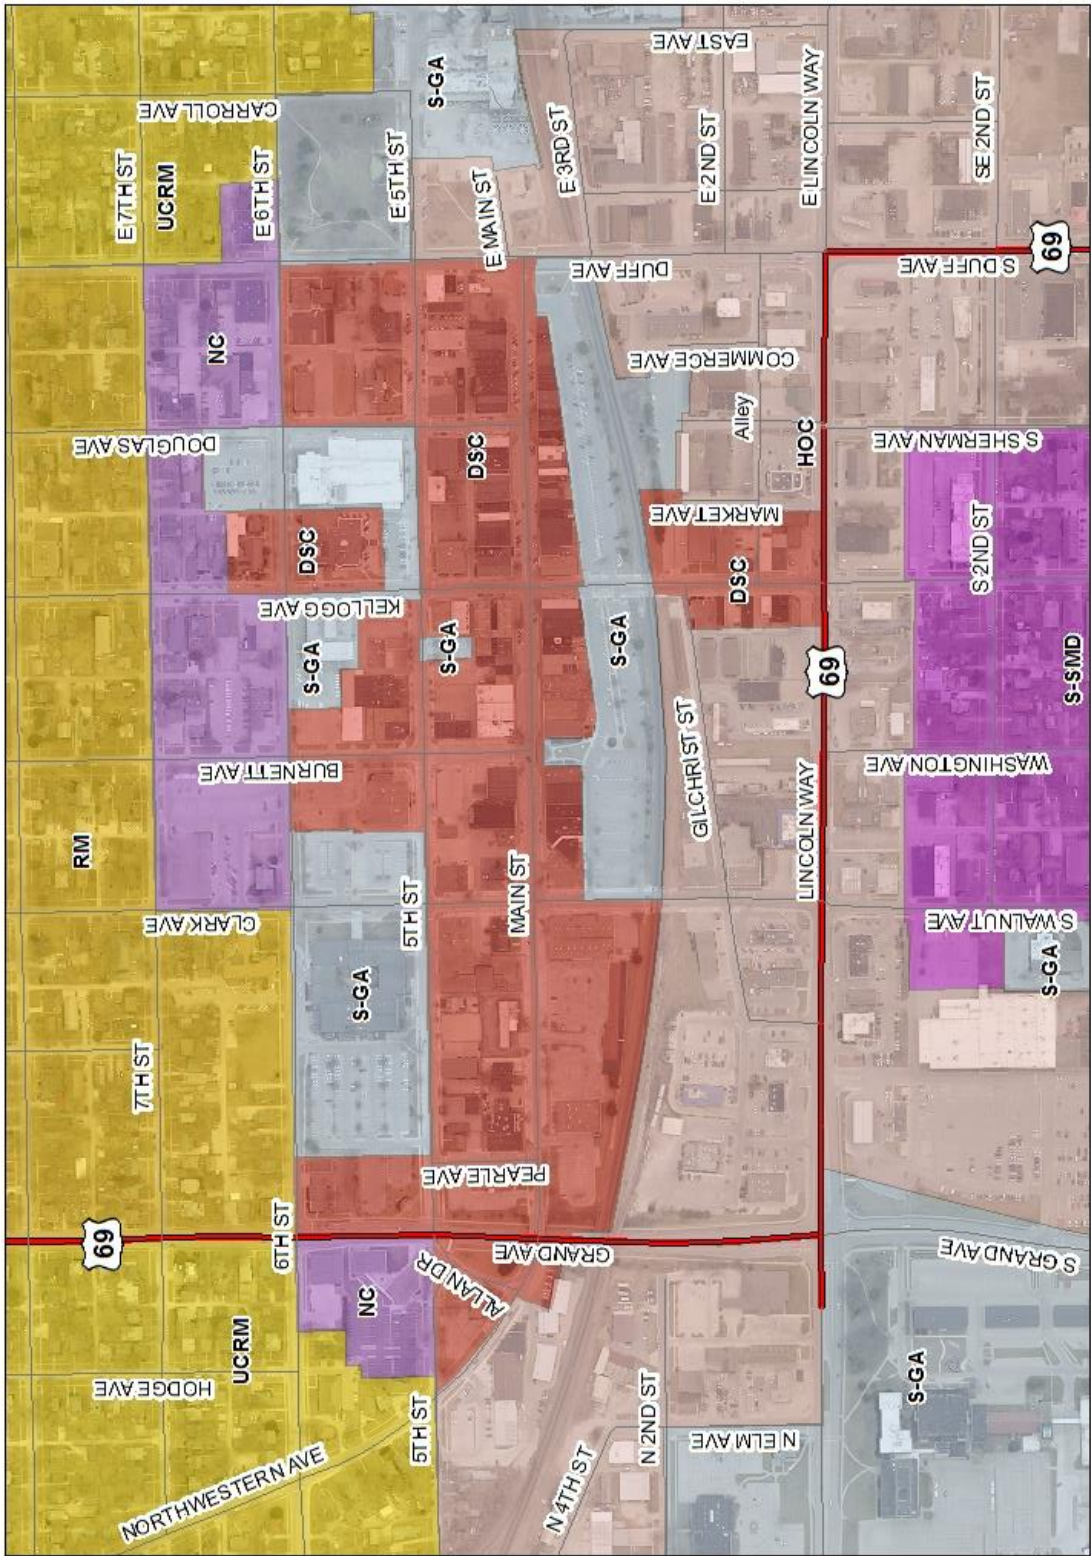 RM
69
E 7TH ST
7TH ST
CARROLL AVE
UCRM
DOUGLAS AVE
CLARK AVE
HODGE AVE
NORTHWESTERN AVE
NC
E 6TH ST
BURNETT AVE
UCRM
6TH ST
DSC
KELLOGG AVE
S-GA
S-GA
NC
E 5TH ST
5TH ST
5TH ST
S-GA
S-GA
PEARLE AVE
ALLAN DR
E MAIN ST
DSC
MAIN ST
GRAND AVE
E 3RD ST
N 4TH ST
DUFF AVE
S-GA
EAST AVE
E 2ND ST
COMMERCE AVE
GILCHRIST ST
N 2ND ST
Alley
MARKET AVE
DSC
N ELM AVE
E LINCOLN WAY
HOC
69
LINCOLN WAY
S-GA
SE 2ND ST
S DUFF AVE
S SHERMAN AVE
S 2ND ST
WASHINGTON AVE
S WALNUT AVE
S GRAND AVE
69
S-SMD
S-GA